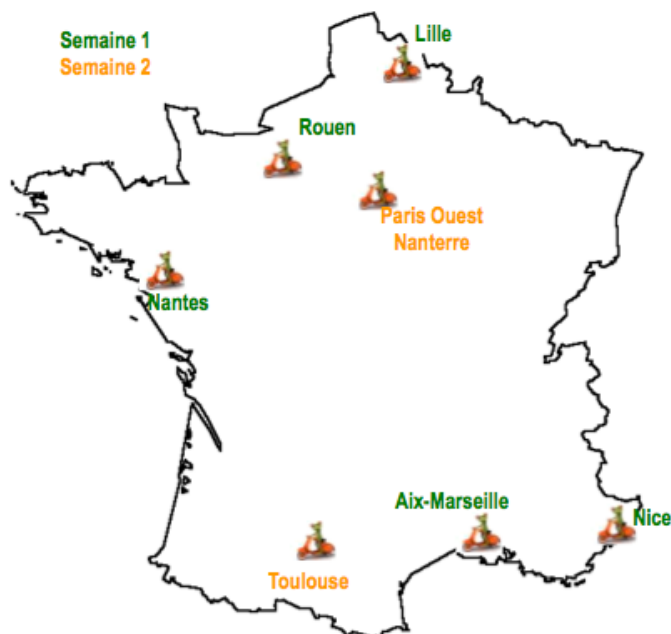 Semaine 1
Semaine 2
Lille
Rouen
Paris Ouest
Nanterre
Nantes
Aix-Marseille
Nice
Toulouse